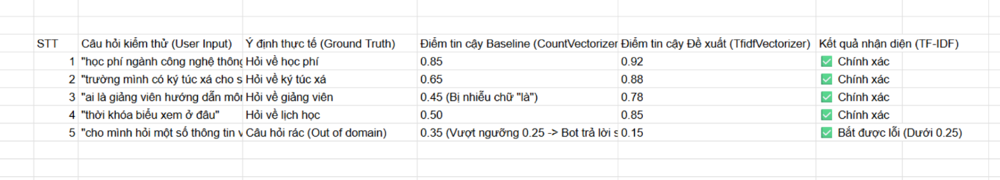 STT Câu hỏi kiểm thử (User Input) Ý định thực tế (Ground Truth) Điểm tin cậy Baseline (CountVectorizer Điểm tin cậy Đề xuất (TfidfVectorizer) Kết quả nhận diện (TF-IDF)
1 "học phí ngành công nghệ thông Hỏi về học phí 0.85 0.92 ✅ Chính xác
2 "trường mình có ký túc xá cho s Hỏi về ký túc xá 0.65 0.88 ✅ Chính xác
3 "ai là giảng viên hướng dẫn môn Hỏi về giảng viên 0.45 (Bị nhiễu chữ "là") 0.78 ✅ Chính xác
4 "thời khóa biểu xem ở đâu" Hỏi về lịch học 0.50 0.85 ✅ Chính xác
5 "cho mình hỏi một số thông tin v Câu hỏi rác (Out of domain) 0.35 (Vượt ngưỡng 0.25 -> Bot trả lời s 0.15 ✅ Bắt được lỗi (Dưới 0.25)